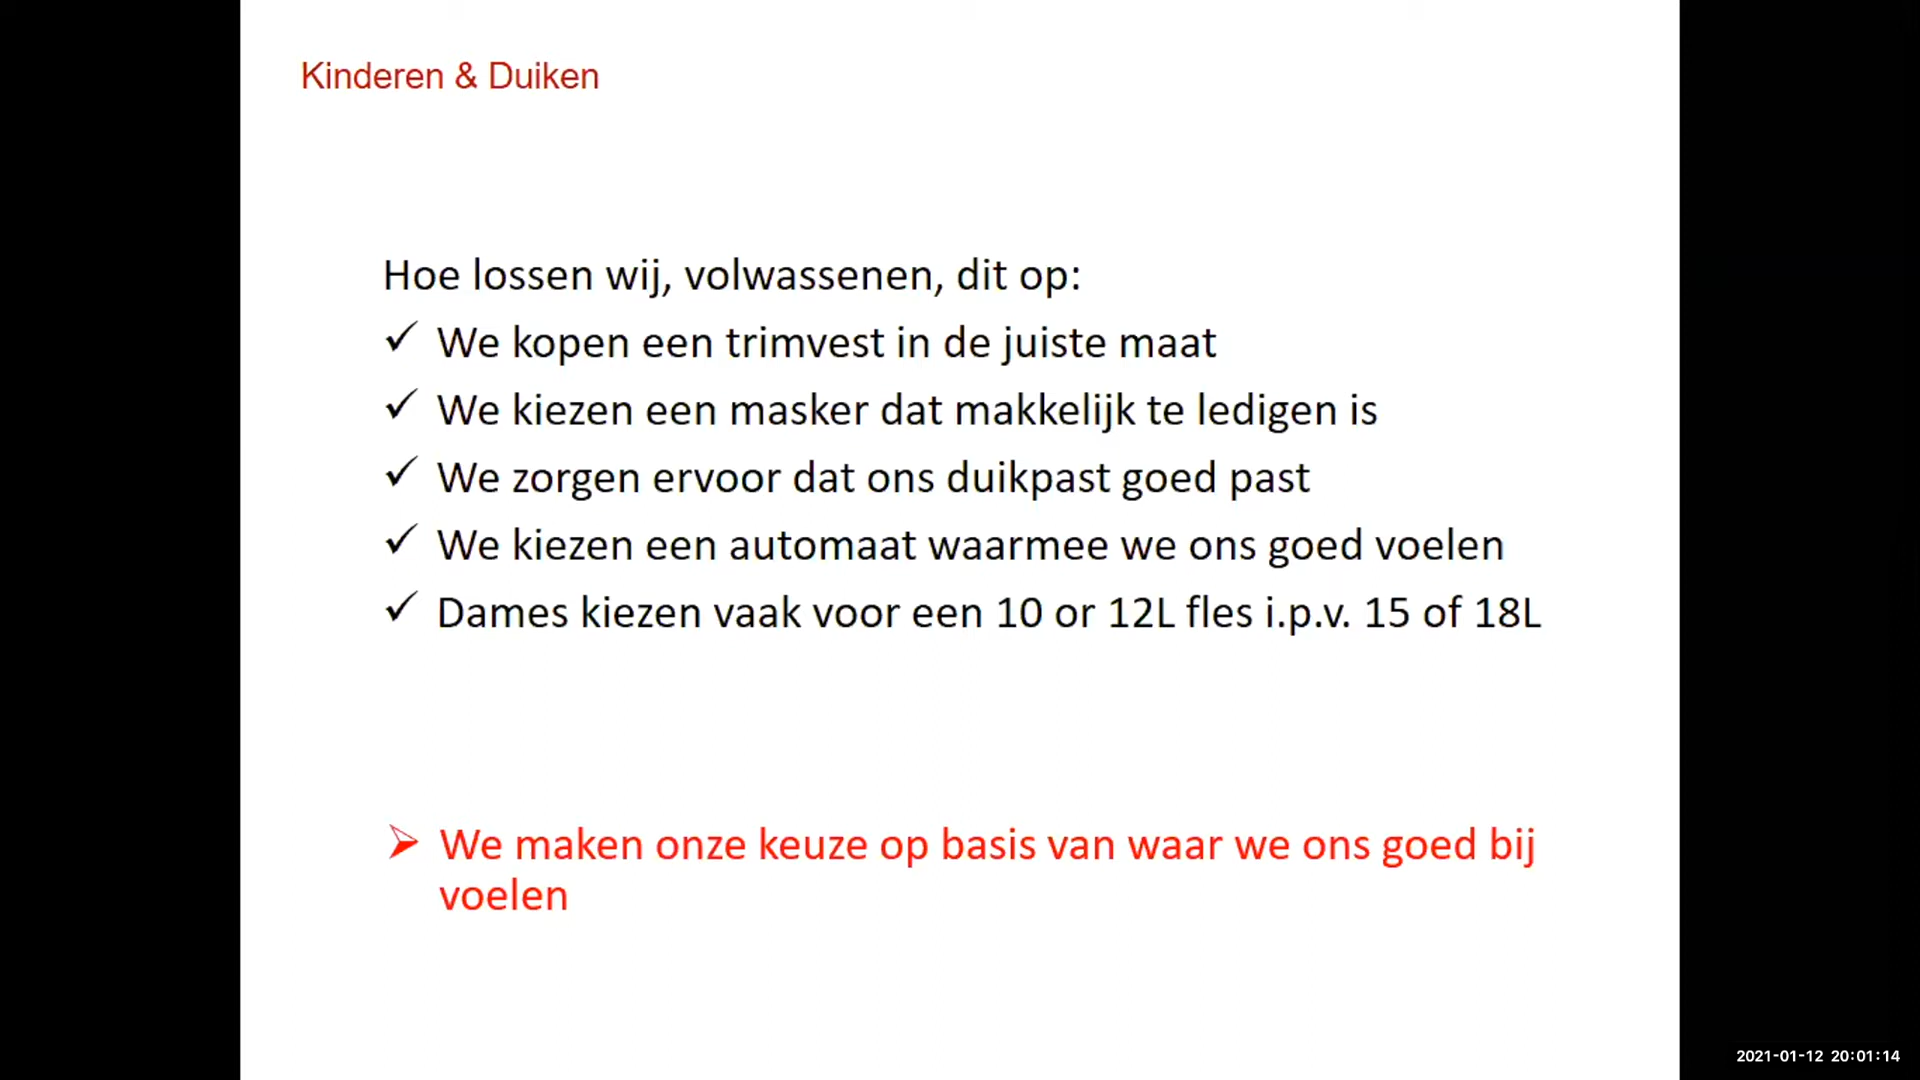 Kinderen & Duiken
Hoe lossen wij, volwassenen, dit op:
✓ We kopen een trimvest in de juiste maat
✓ We kiezen een masker dat makkelijk te ledigen is
✓ We zorgen ervoor dat ons duikpast goed past
✓ We kiezen een automaat waarmee we ons goed voelen
✓ Dames kiezen vaak voor een 10 or 12L fles i.p.v. 15 of 18L
➢ We maken onze keuze op basis van waar we ons goed bij
voelen
2021-01-12 20:01:14